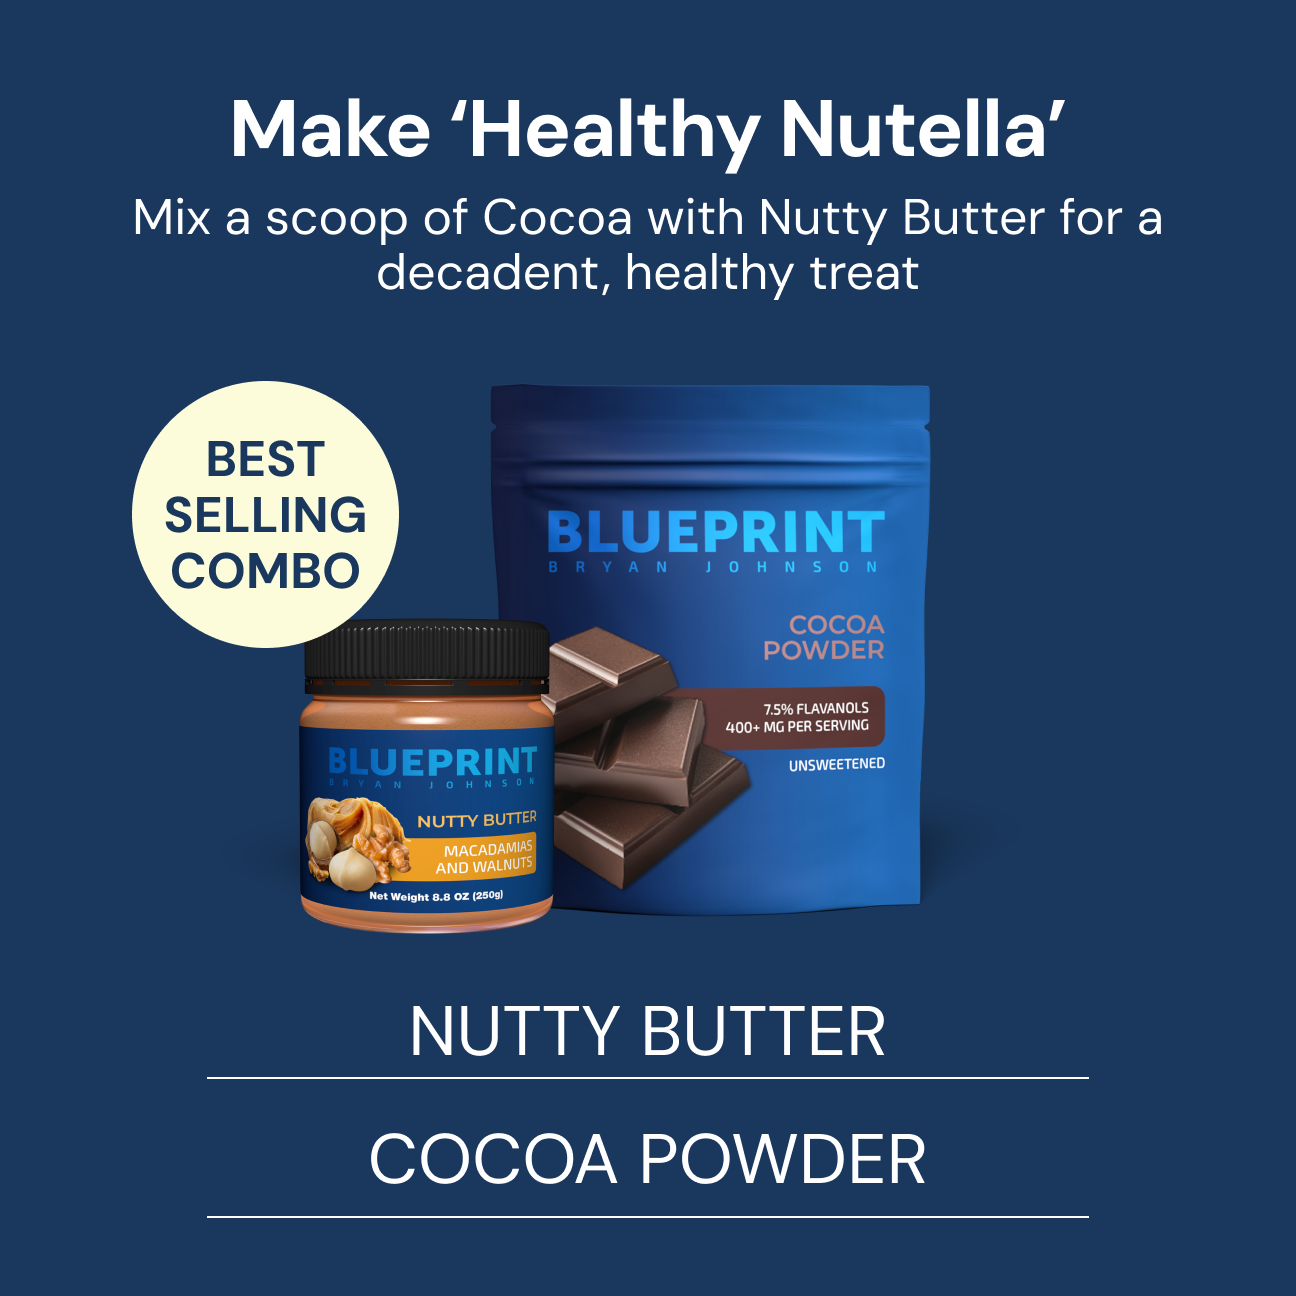 Make ‘Healthy Nutella’
Mix a scoop of Cocoa with Nutty Butter for a
decadent, healthy treat
BEST
SELLING
COMBO
BLUEPRINT
BRYAN JOHNSON
COCOA
POWDER
7.5% FLAVANOLS
400+ MG PER SERVING
UNSWEETENED
BLUEPRINT
BRYAN JOHNSON
NUTTY BUTTER
MACADAMIAS
AND WALNUTS
Net Weight 8.8 OZ (250g)
NUTTY BUTTER
COCOA POWDER